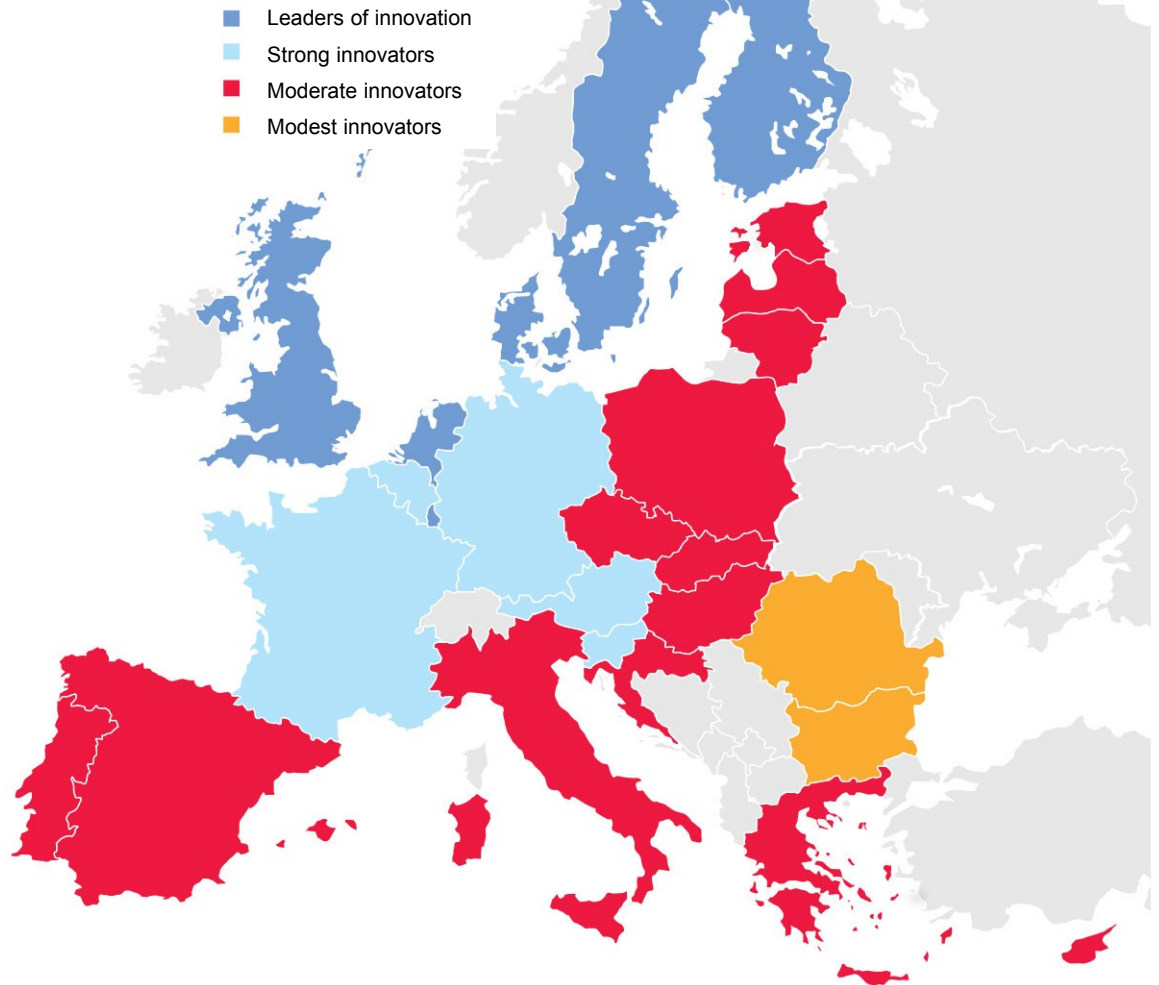 Leaders of innovation
Strong innovators
Moderate innovators
Modest innovators